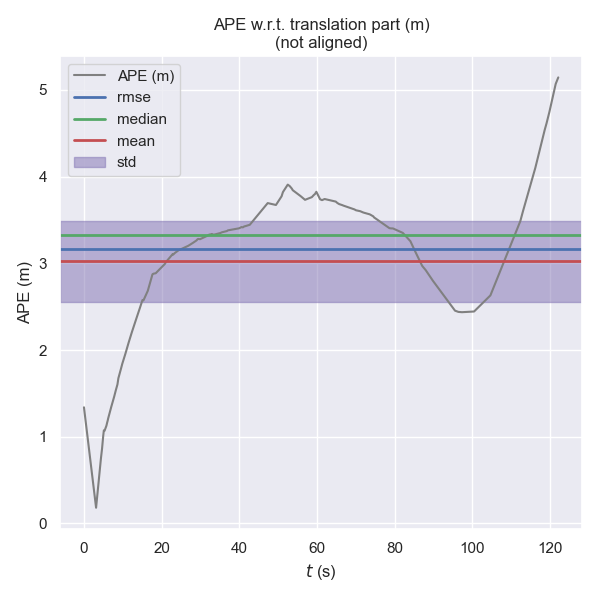 APE w.r.t. translation part (m)
(not aligned)
APE (m)
rmse
median
mean
std
APE (m)
5
4
3
2
1
0
0 20 40 60 80 100 120
t (s)